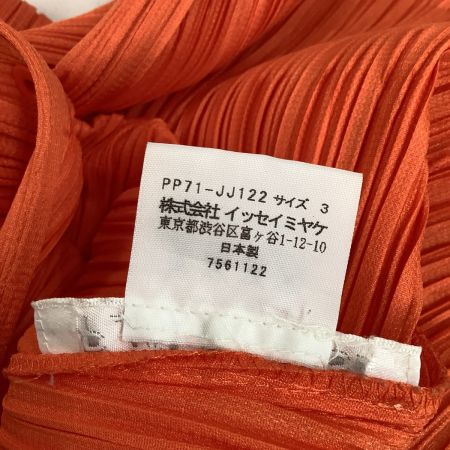 PP71-JJ122 サイズ 3
株式会社 イッセイミヤケ
東京都渋谷区富ヶ谷1-12-10
日本製
7561122